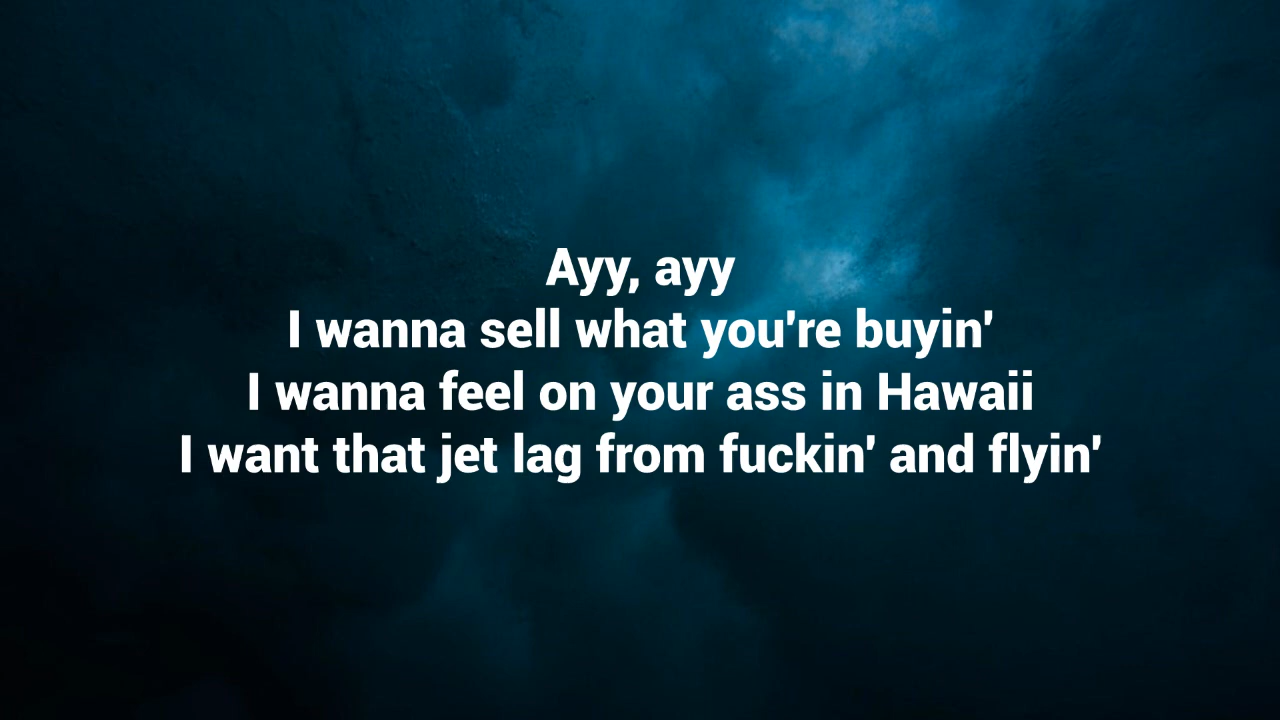 Ayy, ayy
I wanna sell what you're buyin'
I wanna feel on your ass in Hawaii
I want that jet lag from fuckin' and flyin'